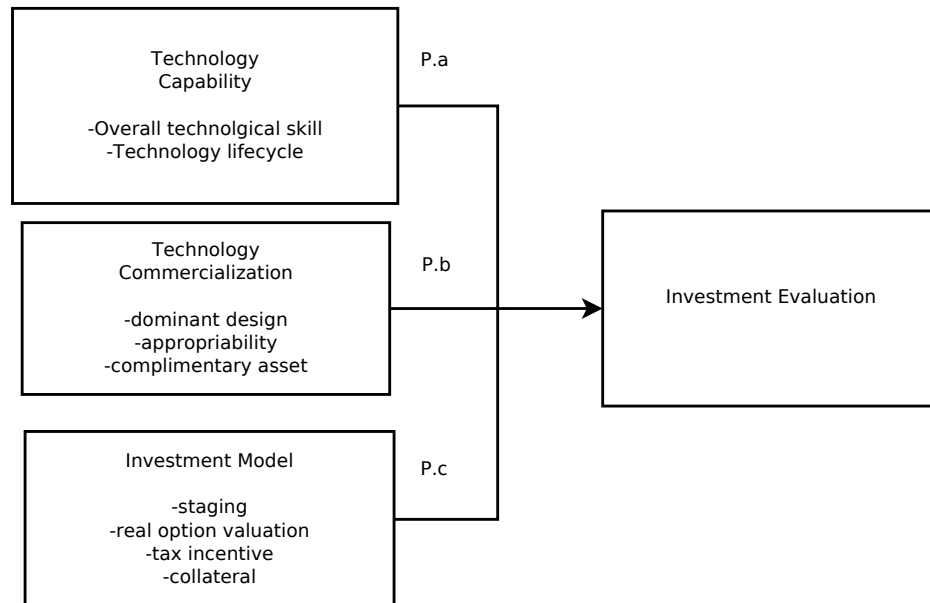 Technology
Capability
-Overall technolgical skill
-Technology lifecycle
P.a
Technology
Commercialization
-dominant design
-appropriability
-complimentary asset
P.b
Investment Model
-staging
-real option valuation
-tax incentive
-collateral
P.c
Investment Evaluation